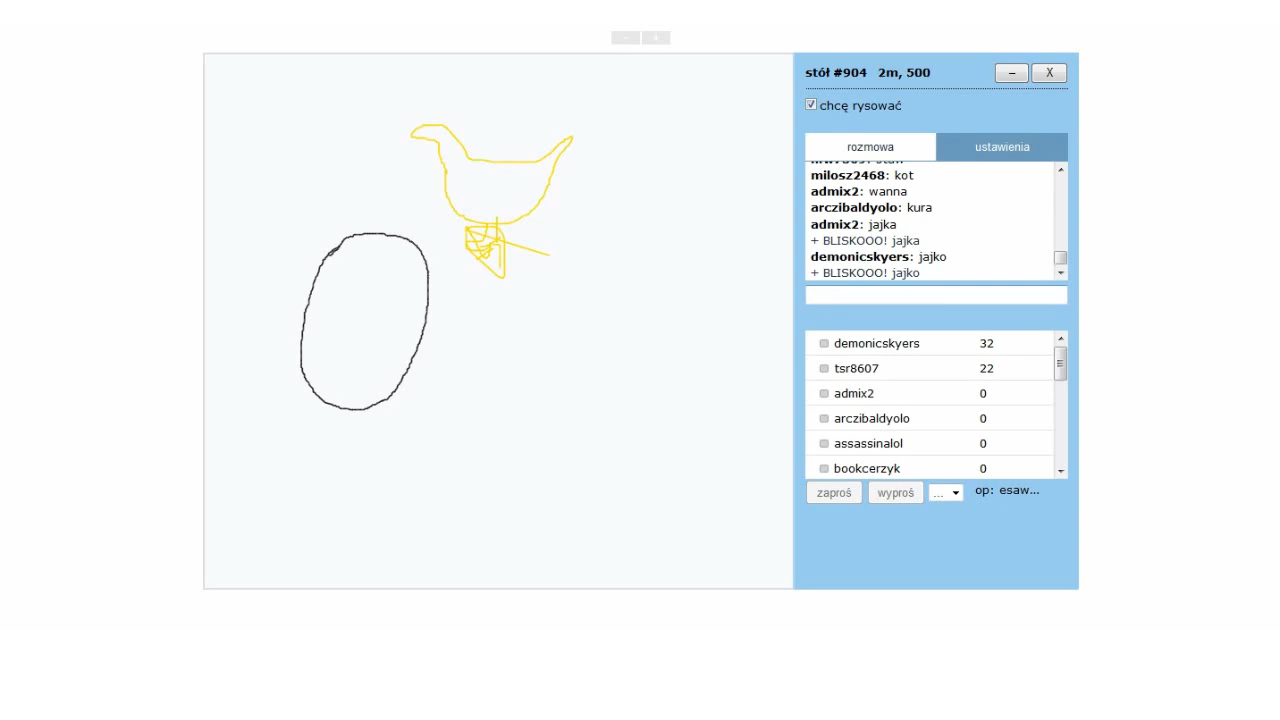 stół #904 2m, 500
– X
chcę rysować
rozmowa ustawienia
milosz2468: kot
admix2: wanna
arczibaldyolo: kura
admix2: jajka
+ BLISKOOO! jajka
demonicskyers: jajko
+ BLISKOOO! jajko
demonicskyers 32
tsr8607 22
admix2 0
arczibaldyolo 0
assassinalol 0
bookcerzyk 0
zaproś wyproś ... op: esaw...